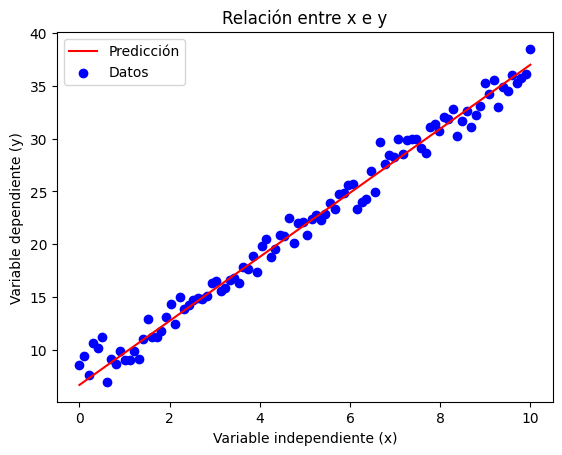 Relación entre x e y
Predicción
Datos
Variable dependiente (y)
40
35
30
25
20
15
10
0
2
4
6
8
10
Variable independiente (x)